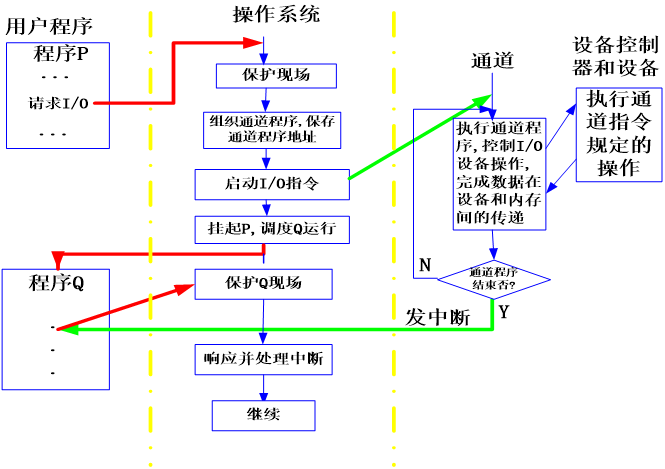 操作系统
用户程序
程序P
...
请求I/O
...
保护现场
组织通道程序,保存
通道程序地址
启动I/O指令
挂起P,调度Q运行
程序Q
.
.
.
保护Q现场
响应并处理中断
继续
通道
执行通道程
序,控制I/O
设备操作,
完成数据在
设备和内存
间的传递
通道程序
结束否?
N
Y
发中断
设备控制
器和设备
执行通
道指令
规定的
操作